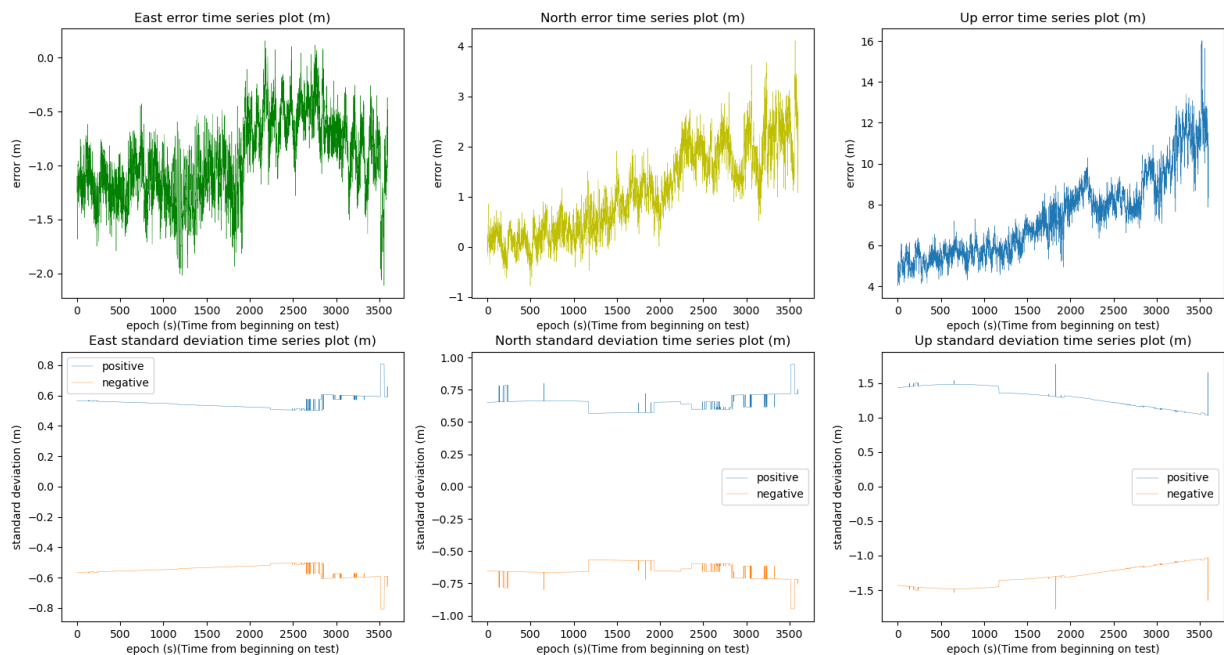 East error time series plot (m)
error (m)
0.0
−0.5
−1.0
−1.5
−2.0
0 500 1000 1500 2000 2500 3000 3500
epoch (s)(Time from beginning on test)
North error time series plot (m)
error (m)
4
3
2
1
0
−1
0 500 1000 1500 2000 2500 3000 3500
epoch (s)(Time from beginning on test)
Up error time series plot (m)
error (m)
16
14
12
10
8
6
4
0 500 1000 1500 2000 2500 3000 3500
epoch (s)(Time from beginning on test)
East standard deviation time series plot (m)
standard deviation (m)
0.8
0.6
0.4
0.2
0.0
−0.2
−0.4
−0.6
−0.8
positive
negative
0 500 1000 1500 2000 2500 3000 3500
epoch (s)(Time from beginning on test)
North standard deviation time series plot (m)
standard deviation (m)
1.00
0.75
0.50
0.25
0.00
−0.25
−0.50
−0.75
−1.00
positive
negative
0 500 1000 1500 2000 2500 3000 3500
epoch (s)(Time from beginning on test)
Up standard deviation time series plot (m)
standard deviation (m)
1.5
1.0
0.5
0.0
−0.5
−1.0
−1.5
positive
negative
0 500 1000 1500 2000 2500 3000 3500
epoch (s)(Time from beginning on test)